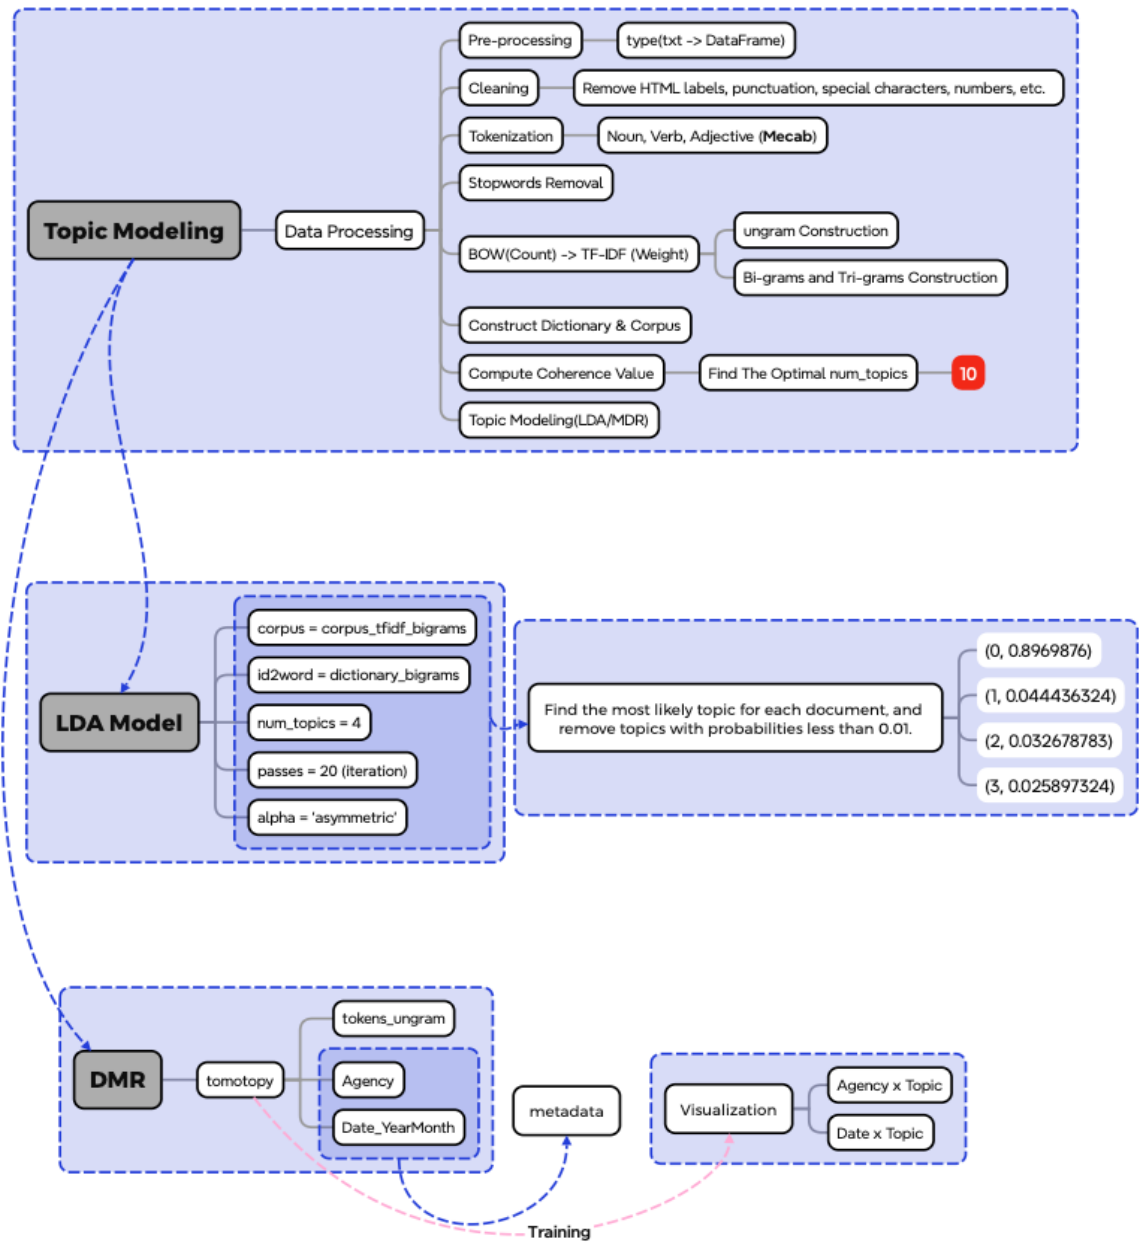 Pre-processing
type(txt -> DataFrame)
Cleaning
Remove HTML labels, punctuation, special characters, numbers, etc.
Tokenization
Noun, Verb, Adjective (Mecab)
Stopwords Removal
Topic Modeling
Data Processing
BOW(Count) -> TF-IDF (Weight)
ungram Construction
Bi-grams and Tri-grams Construction
Construct Dictionary & Corpus
Compute Coherence Value
Find The Optimal num_topics
10
Topic Modeling(LDA/MDR)
LDA Model
corpus = corpus_tfidf_bigrams
id2word = dictionary_bigrams
num_topics = 4
passes = 20 (iteration)
alpha = 'asymmetric'
Find the most likely topic for each document, and
remove topics with probabilities less than 0.01.
(0, 0.8969876)
(1, 0.044436324)
(2, 0.032678783)
(3, 0.025897324)
DMR
tomotopy
tokens_ungram
Agency
Date_YearMonth
metadata
Visualization
Agency x Topic
Date x Topic
Training